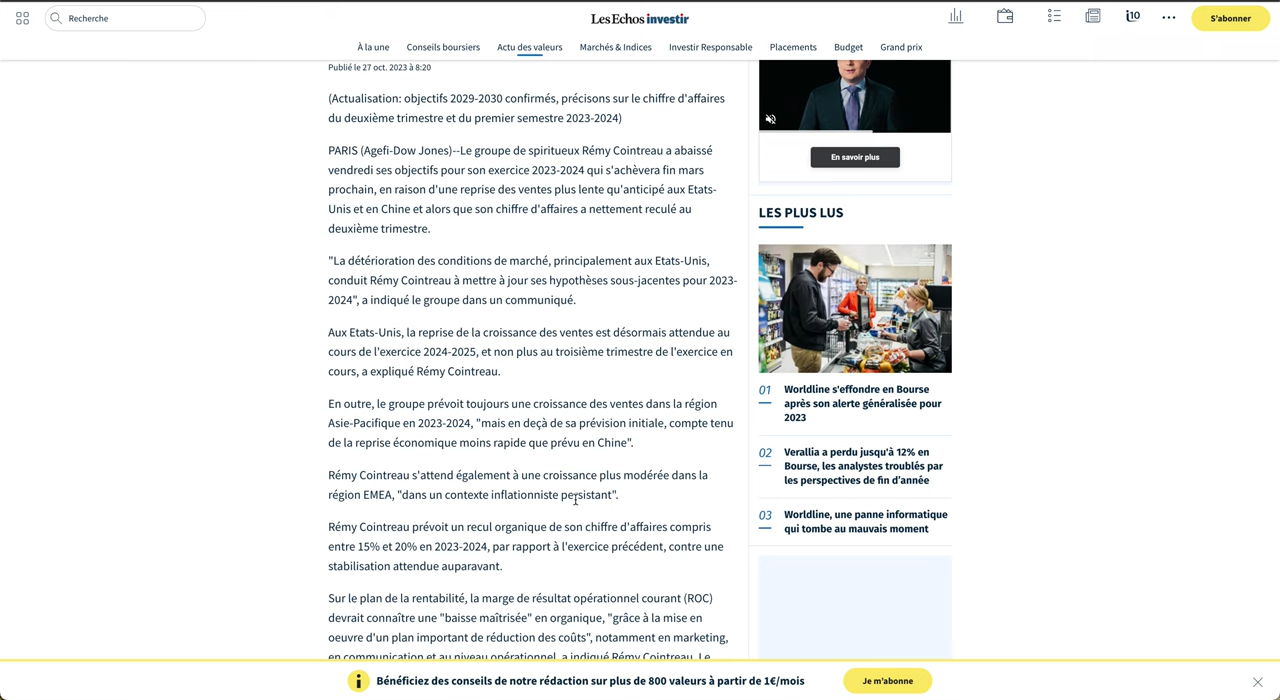 Recherche
Les Echos investir
i10
S'abonner
À la une
Conseils boursiers
Actu des valeurs
Marchés & Indices
Investir Responsable
Placements
Budget
Grand prix
Publié le 27 oct. 2023 à 8:20
(Actualisation: objectifs 2029-2030 confirmés, précisons sur le chiffre d'affaires
du deuxième trimestre et du premier semestre 2023-2024)
PARIS (Agefi-Dow Jones)--Le groupe de spiritueux Rémy Cointreau a abaissé
vendredi ses objectifs pour son exercice 2023-2024 qui s'achèvera fin mars
prochain, en raison d'une reprise des ventes plus lente qu'anticipé aux Etats-
Unis et en Chine et alors que son chiffre d'affaires a nettement reculé au
deuxième trimestre.
"La détérioration des conditions de marché, principalement aux Etats-Unis,
conduit Rémy Cointreau à mettre à jour ses hypothèses sous-jacentes pour 2023-
2024", a indiqué le groupe dans un communiqué.
Aux Etats-Unis, la reprise de la croissance des ventes est désormais attendue au
cours de l'exercice 2024-2025, et non plus au troisième trimestre de l'exercice en
cours, a expliqué Rémy Cointreau.
En outre, le groupe prévoit toujours une croissance des ventes dans la région
Asie-Pacifique en 2023-2024, "mais en deçà de sa prévision initiale, compte tenu
de la reprise économique moins rapide que prévu en Chine".
Rémy Cointreau s'attend également à une croissance plus modérée dans la
région EMEA, "dans un contexte inflationniste persistant".
Rémy Cointreau prévoit un recul organique de son chiffre d'affaires compris
entre 15% et 20% en 2023-2024, par rapport à l'exercice précédent, contre une
stabilisation attendue auparavant.
Sur le plan de la rentabilité, la marge de résultat opérationnel courant (ROC)
devrait connaître une "baisse maîtrisée" en organique, "grâce à la mise en
oeuvre d'un plan important de réduction des coûts", notamment en marketing,
en communication et au niveau opérationnel, a indiqué Rémy Cointreau. Le
En savoir plus
LES PLUS LUS
01
Worldline s'effondre en Bourse
après son alerte généralisée pour
2023
02
Verallia a perdu jusqu'à 12% en
Bourse, les analystes troublés par
les perspectives de fin d'année
03
Worldline, une panne informatique
qui tombe au mauvais moment
Bénéficiez des conseils de notre rédaction sur plus de 800 valeurs à partir de 1€/mois
Je m'abonne